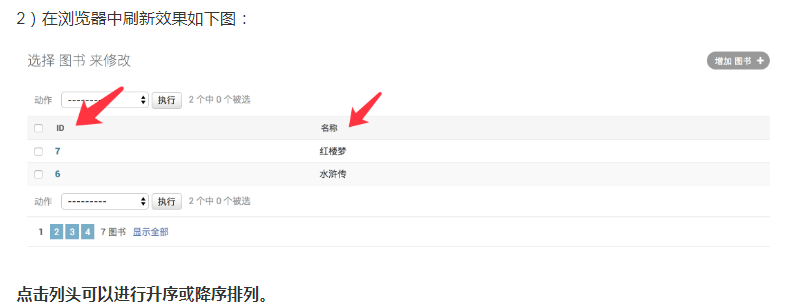 2）在浏览器中刷新效果如下图：
选择 图书 来修改
增加 图书 +
动作 --------- 执行 2 个中 0 个被选
ID 名称
7 红楼梦
6 水浒传
动作 --------- 执行 2 个中 0 个被选
1 2 3 4 7 图书 显示全部
点击列头可以进行升序或降序排列。